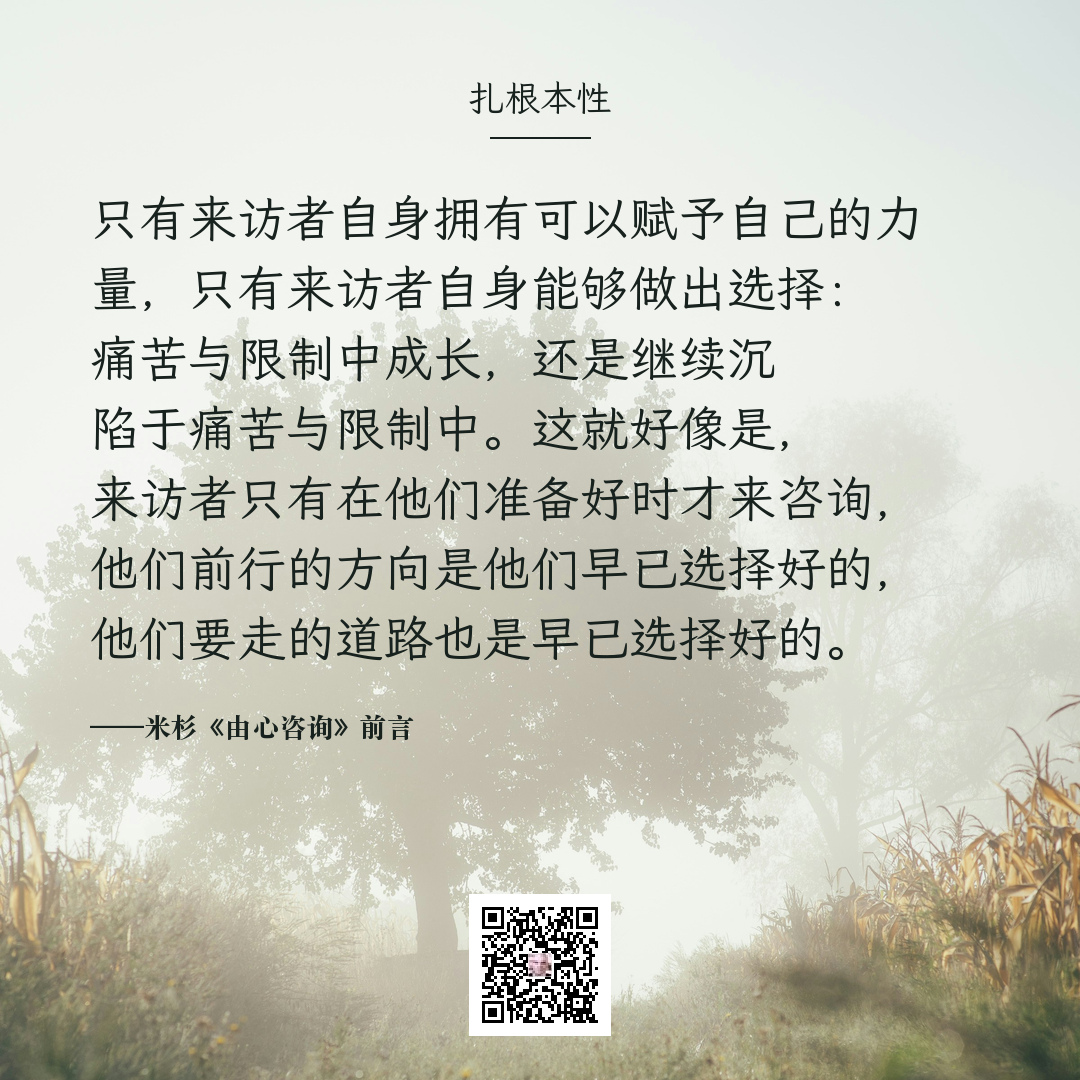 扎根本性
只有来访者自身拥有可以赋予自己的力
量，只有来访者自身能够做出选择：
痛苦与限制中成长，还是继续沉
陷于痛苦与限制中。这就好像是，
来访者只有在他们准备好时才来咨询，
他们前行的方向是他们早已选择好的，
他们要走的道路也是早已选择好的。
——米杉《由心咨询》前言